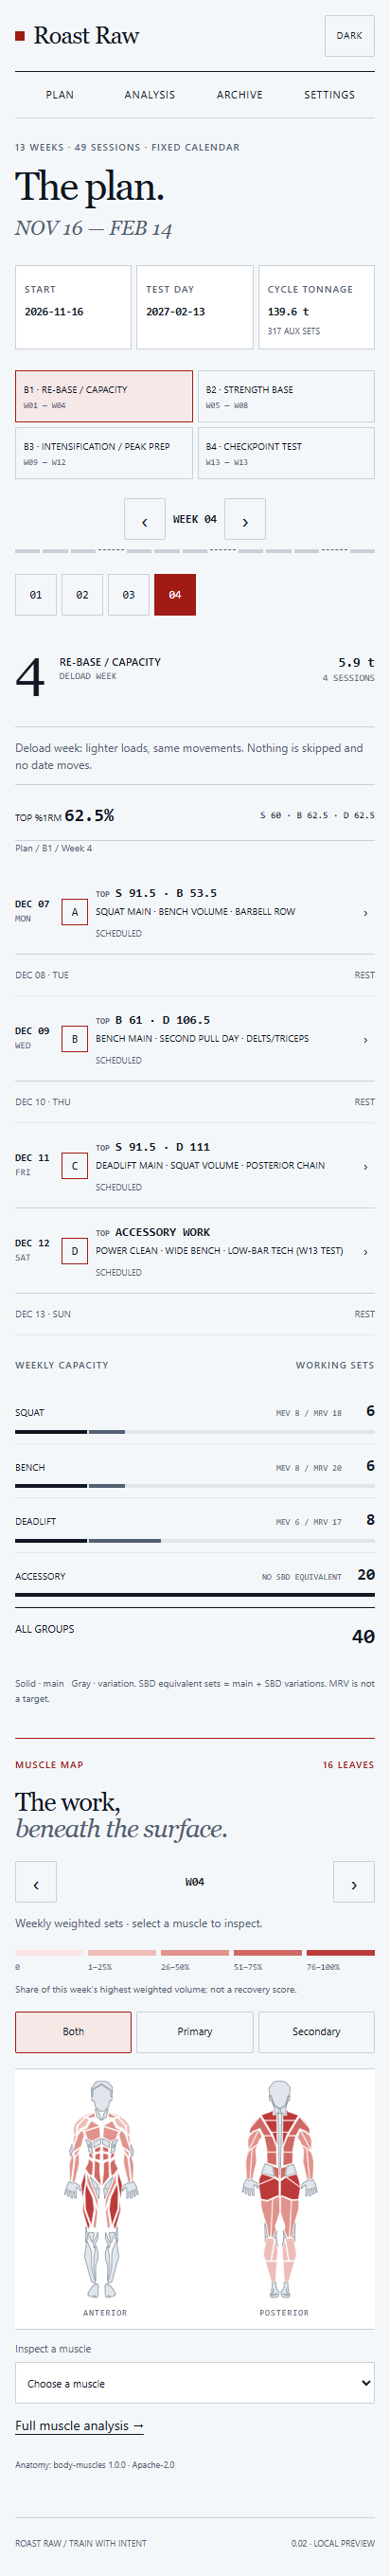 Roast Raw
DARK
PLAN ANALYSIS ARCHIVE SETTINGS
13 WEEKS · 49 SESSIONS · FIXED CALENDAR
The plan.
NOV 16 — FEB 14
START
2026-11-16
TEST DAY
2027-02-13
CYCLE TONNAGE
139.6 t
317 AUX SETS
B1 · RE-BASE / CAPACITY
W01 — W04
B2 · STRENGTH BASE
W05 — W08
B3 · INTENSIFICATION / PEAK PREP
W09 — W12
B4 · CHECKPOINT TEST
W13 — W13
‹ WEEK 04 ›
01 02 03 04
4
RE-BASE / CAPACITY
DELOAD WEEK
5.9 t
4 SESSIONS
Deload week: lighter loads, same movements. Nothing is skipped and
no date moves.
TOP %1RM 62.5%
S 60 · B 62.5 · D 62.5
Plan / B1 / Week 4
DEC 07
MON
A
TOP S 91.5 · B 53.5
SQUAT MAIN · BENCH VOLUME · BARBELL ROW
SCHEDULED
›
DEC 08 · TUE REST
DEC 09
WED
B
TOP B 61 · D 106.5
BENCH MAIN · SECOND PULL DAY · DELTS/TRICEPS
SCHEDULED
›
DEC 10 · THU REST
DEC 11
FRI
C
TOP S 91.5 · D 111
DEADLIFT MAIN · SQUAT VOLUME · POSTERIOR CHAIN
SCHEDULED
›
DEC 12
SAT
D
TOP ACCESSORY WORK
POWER CLEAN · WIDE BENCH · LOW-BAR TECH (W13 TEST)
SCHEDULED
›
DEC 13 · SUN REST
WEEKLY CAPACITY WORKING SETS
SQUAT MEV 8 / MRV 18 6
BENCH MEV 8 / MRV 20 6
DEADLIFT MEV 6 / MRV 17 8
ACCESSORY NO SBD EQUIVALENT 20
ALL GROUPS 40
Solid · main Gray · variation. SBD equivalent sets = main + SBD variations. MRV is not
a target.
MUSCLE MAP 16 LEAVES
The work,
beneath the surface.
‹ W04 ›
Weekly weighted sets · select a muscle to inspect.
0 1–25% 26–50% 51–75% 76–100%
Share of this week's highest weighted volume; not a recovery score.
Both Primary Secondary
ANTERIOR POSTERIOR
Inspect a muscle
Choose a muscle
Full muscle analysis →
Anatomy: body-muscles 1.0.0 · Apache-2.0
ROAST RAW / TRAIN WITH INTENT 0.02 · LOCAL PREVIEW